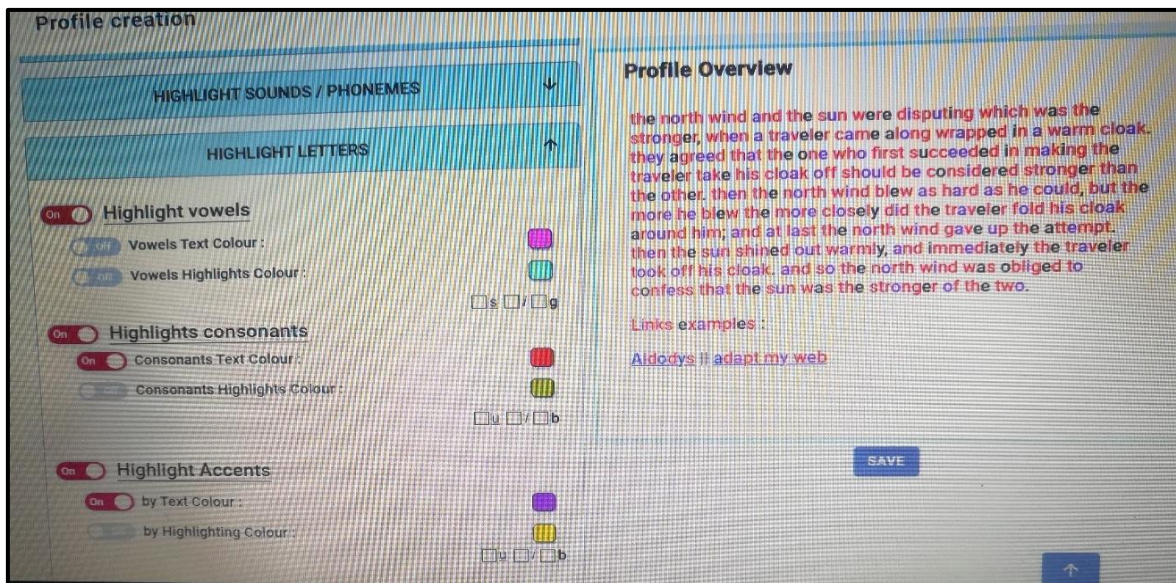 Profile creation
HIGHLIGHT SOUNDS / PHONEMES
HIGHLIGHT LETTERS
On Highlight vowels
Off Vowels Text Colour :
Off Vowels Highlights Colour :
s / g
On Highlights consonants
On Consonants Text Colour :
Consonants Highlights Colour :
u / b
On Highlight Accents
On by Text Colour :
by Highlighting Colour :
u / b
Profile Overview
the north wind and the sun were disputing which was the
stronger, when a traveler came along wrapped in a warm cloak.
they agreed that the one who first succeeded in making the
traveler take his cloak off should be considered stronger than
the other. then the north wind blew as hard as he could, but the
more he blew the more closely did the traveler fold his cloak
around him; and at last the north wind gave up the attempt.
then the sun shined out warmly, and immediately the traveler
took off his cloak. and so the north wind was obliged to
confess that the sun was the stronger of the two.
Links examples :
Aidodys || adapt my web
SAVE